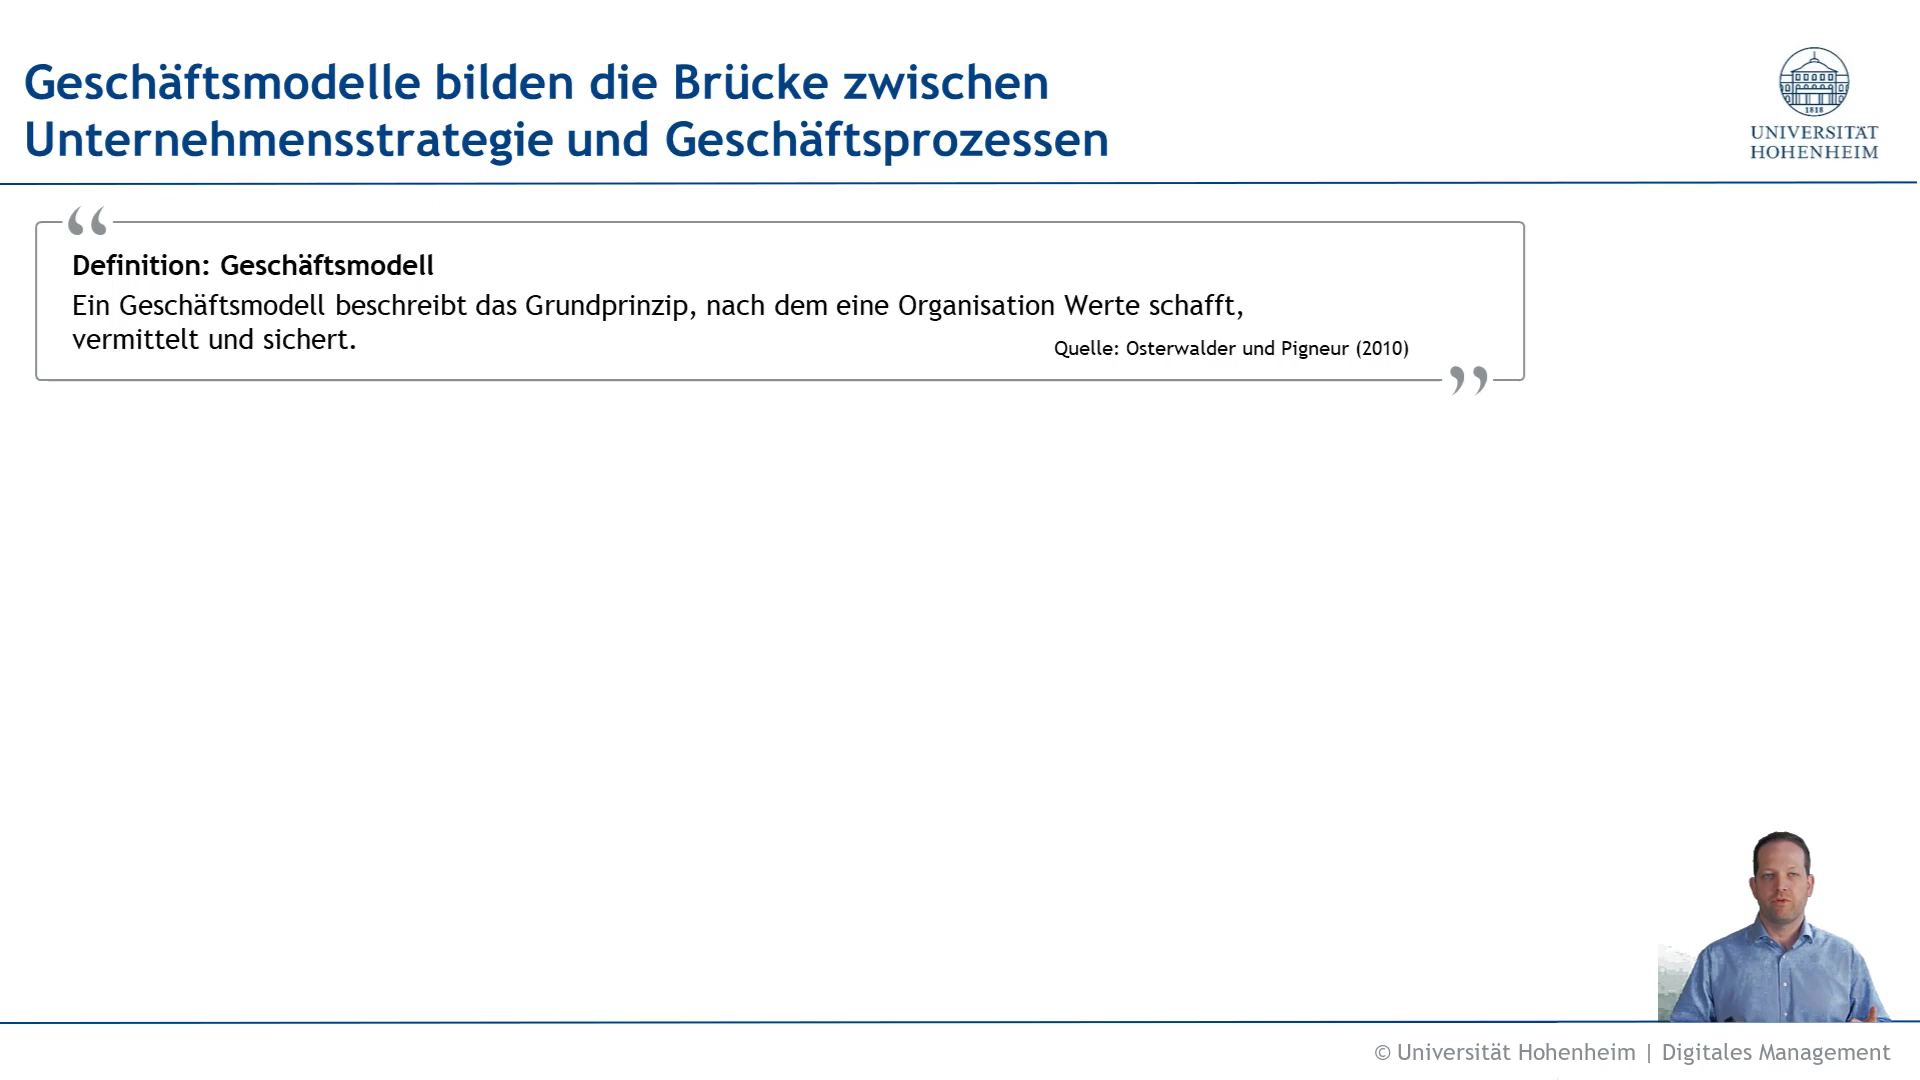 Geschäftsmodelle bilden die Brücke zwischen
Unternehmensstrategie und Geschäftsprozessen
1818
UNIVERSITÄT
HOHENHEIM
“
Definition: Geschäftsmodell
Ein Geschäftsmodell beschreibt das Grundprinzip, nach dem eine Organisation Werte schafft,
vermittelt und sichert.
Quelle: Osterwalder und Pigneur (2010)
”
© Universität Hohenheim | Digitales Management